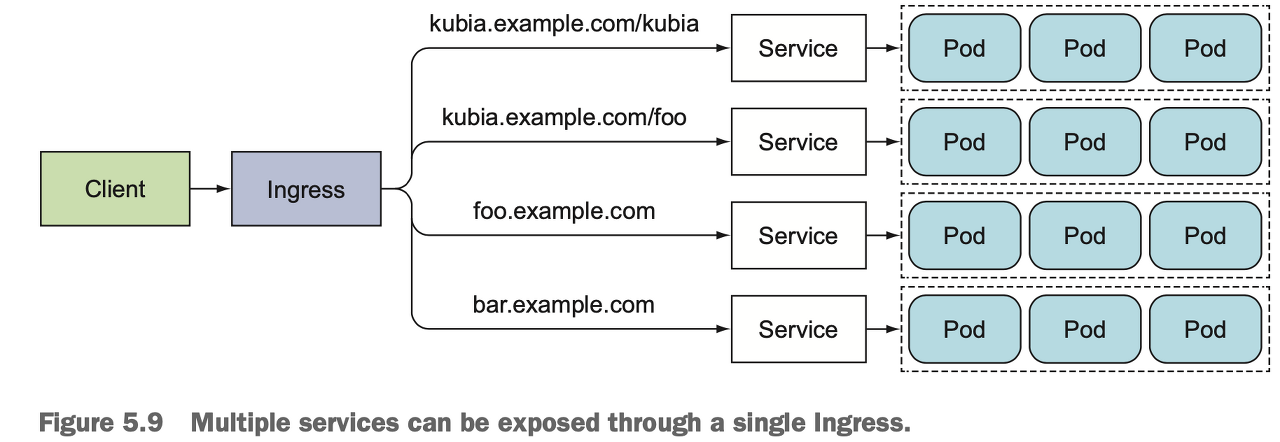 kubia.example.com/kubia
Service
Pod Pod Pod
kubia.example.com/foo
Service
Pod Pod Pod
Client
Ingress
foo.example.com
Service
Pod Pod Pod
bar.example.com
Service
Pod Pod Pod
Figure 5.9 Multiple services can be exposed through a single Ingress.